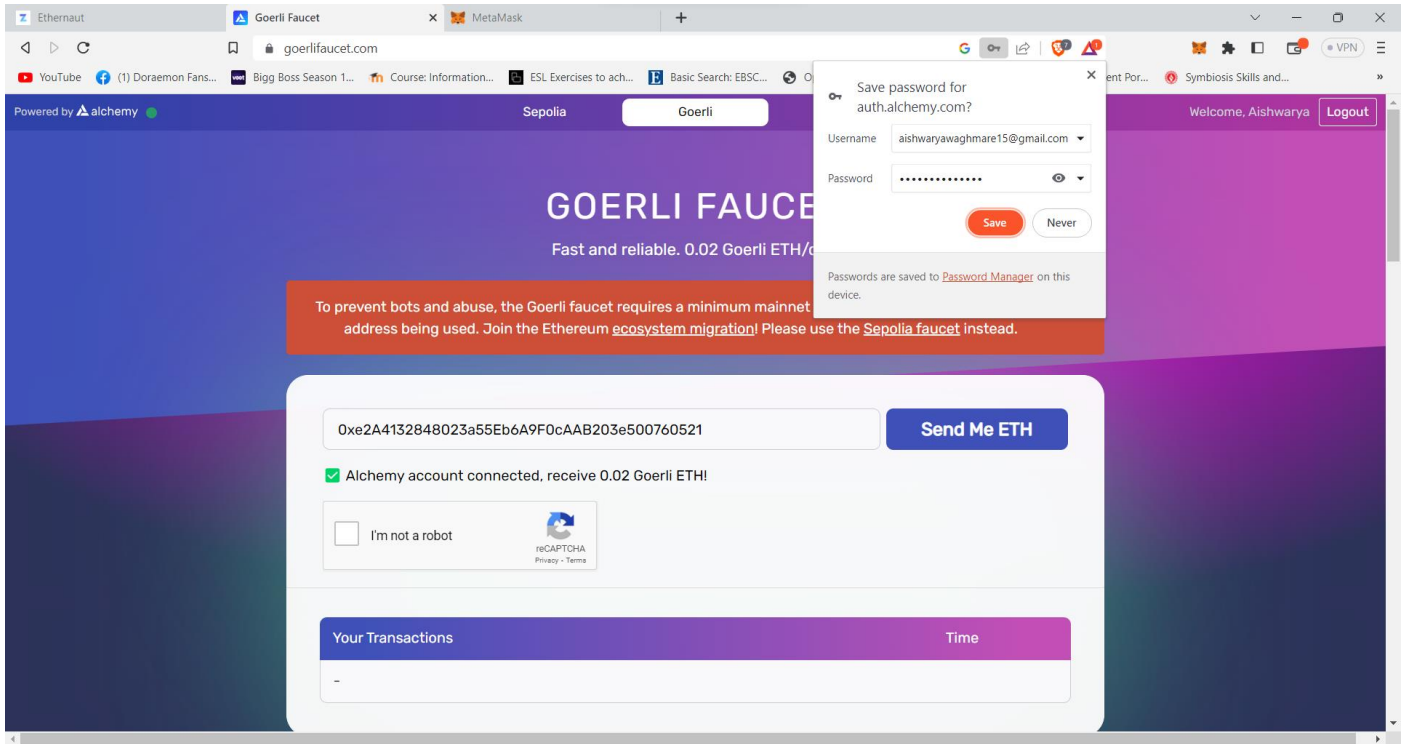 Ethernaut
Goerli Faucet
MetaMask
goerlifaucet.com
VPN
YouTube
(1) Doraemon Fans...
voot
Bigg Boss Season 1...
Course: Information...
ESL Exercises to ach...
Basic Search: EBSC...
ent Por...
Symbiosis Skills and...
»
Powered by alchemy
Sepolia
Goerli
Welcome, Aishwarya
Logout
Save password for
auth.alchemy.com?
Username
aishwaryawaghmare15@gmail.com
Password
••••••••••••••
Save
Never
Passwords are saved to Password Manager on this
device.
GOERLI FAUCE
Fast and reliable. 0.02 Goerli ETH/
To prevent bots and abuse, the Goerli faucet requires a minimum mainnet
address being used. Join the Ethereum ecosystem migration! Please use the Sepolia faucet instead.
0xe2A4132848023a55Eb6A9F0cAAB203e500760521
Send Me ETH
Alchemy account connected, receive 0.02 Goerli ETH!
I'm not a robot
reCAPTCHA
Privacy - Terms
Your Transactions
Time
-